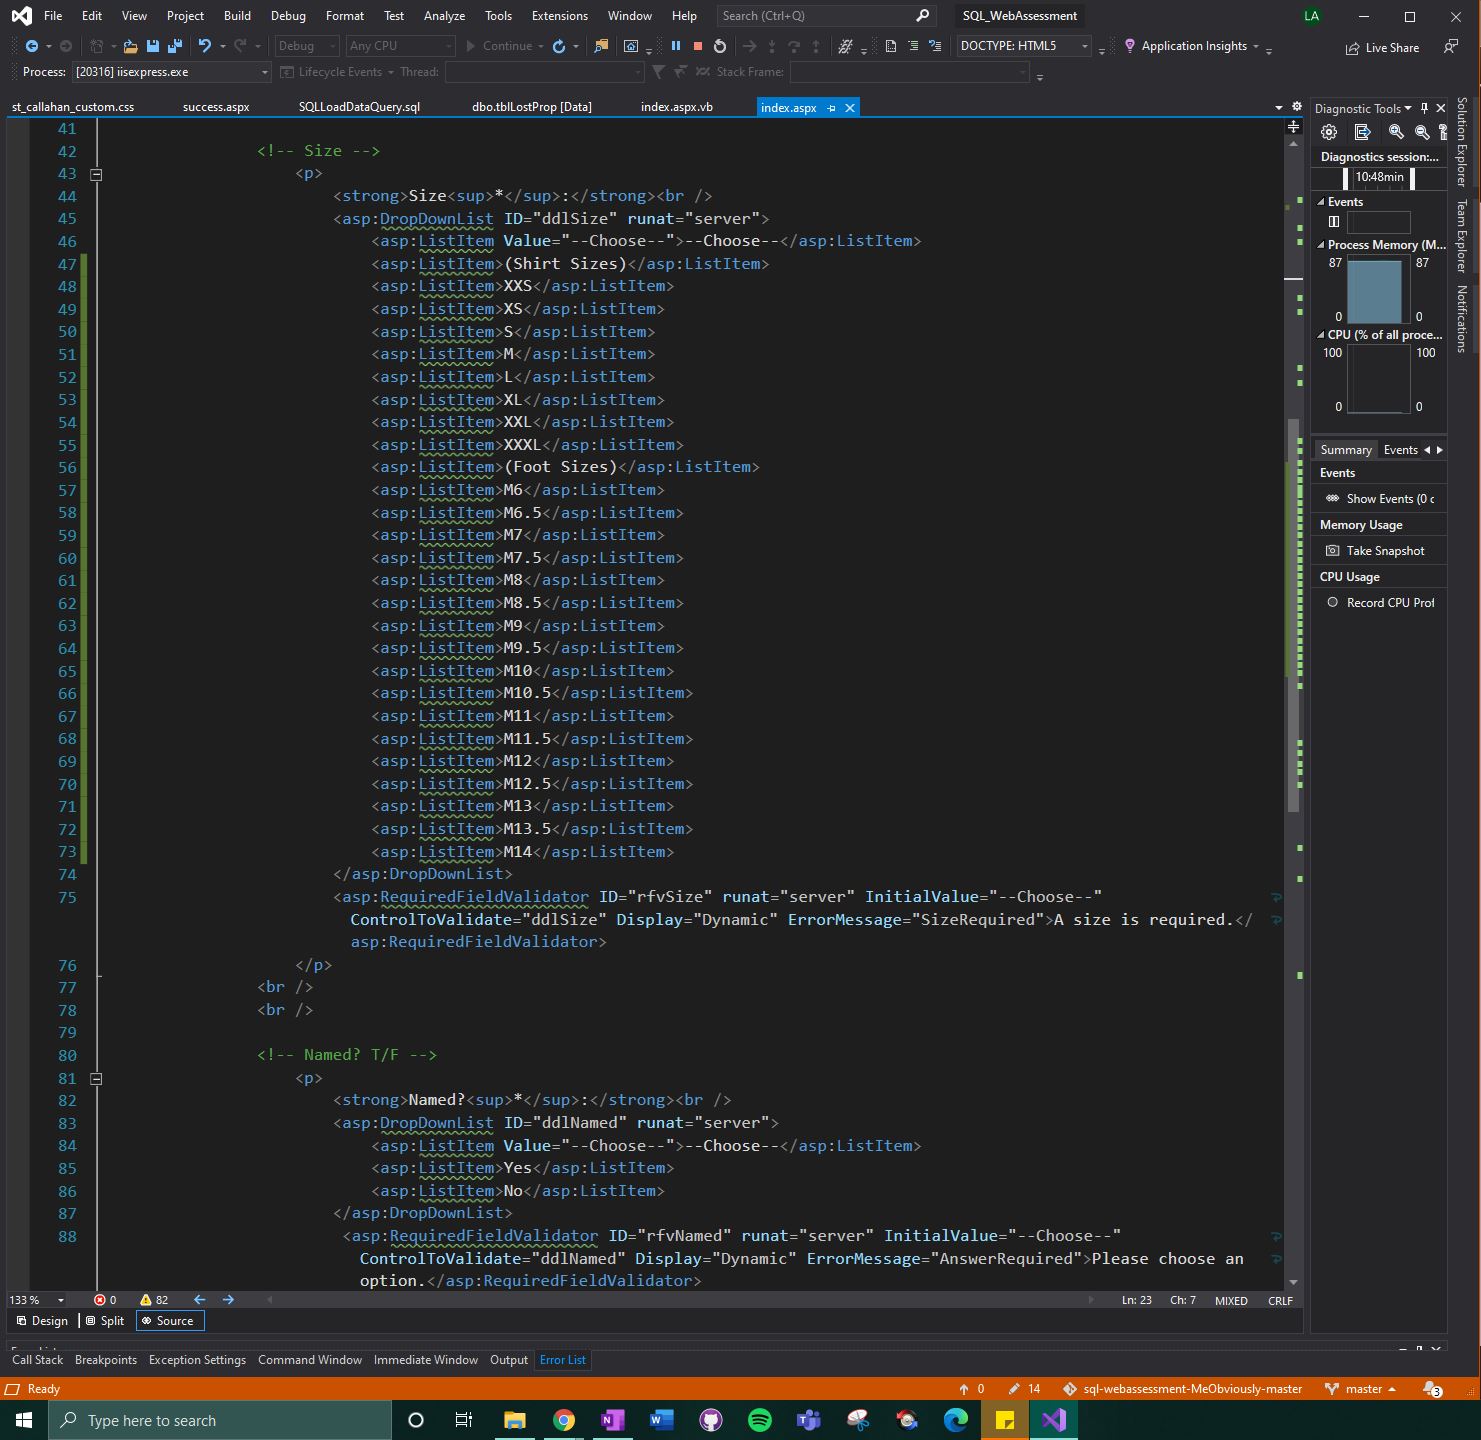 File Edit View Project Build Debug Format Test Analyze Tools Extensions Window Help Search (Ctrl+Q) SQL_WebAssessment LA
Debug Any CPU Continue DOCTYPE: HTML5 Application Insights Live Share
Process: [20316] iisexpress.exe Lifecycle Events Thread: Stack Frame:
st_callahan_custom.css success.aspx SQLLoadDataQuery.sql dbo.tblLostProp [Data] index.aspx.vb index.aspx
41
42 <!-- Size -->
43 <p>
44 <strong>Size<sup>*</sup>:</strong><br />
45 <asp:DropDownList ID="ddlSize" runat="server">
46 <asp:ListItem Value="--Choose--">--Choose--</asp:ListItem>
47 <asp:ListItem>(Shirt Sizes)</asp:ListItem>
48 <asp:ListItem>XXS</asp:ListItem>
49 <asp:ListItem>XS</asp:ListItem>
50 <asp:ListItem>S</asp:ListItem>
51 <asp:ListItem>M</asp:ListItem>
52 <asp:ListItem>L</asp:ListItem>
53 <asp:ListItem>XL</asp:ListItem>
54 <asp:ListItem>XXL</asp:ListItem>
55 <asp:ListItem>XXXL</asp:ListItem>
56 <asp:ListItem>(Foot Sizes)</asp:ListItem>
57 <asp:ListItem>M6</asp:ListItem>
58 <asp:ListItem>M6.5</asp:ListItem>
59 <asp:ListItem>M7</asp:ListItem>
60 <asp:ListItem>M7.5</asp:ListItem>
61 <asp:ListItem>M8</asp:ListItem>
62 <asp:ListItem>M8.5</asp:ListItem>
63 <asp:ListItem>M9</asp:ListItem>
64 <asp:ListItem>M9.5</asp:ListItem>
65 <asp:ListItem>M10</asp:ListItem>
66 <asp:ListItem>M10.5</asp:ListItem>
67 <asp:ListItem>M11</asp:ListItem>
68 <asp:ListItem>M11.5</asp:ListItem>
69 <asp:ListItem>M12</asp:ListItem>
70 <asp:ListItem>M12.5</asp:ListItem>
71 <asp:ListItem>M13</asp:ListItem>
72 <asp:ListItem>M13.5</asp:ListItem>
73 <asp:ListItem>M14</asp:ListItem>
74 </asp:DropDownList>
75 <asp:RequiredFieldValidator ID="rfvSize" runat="server" InitialValue="--Choose--"
ControlToValidate="ddlSize" Display="Dynamic" ErrorMessage="SizeRequired">A size is required.</
asp:RequiredFieldValidator>
76 </p>
77 <br />
78 <br />
79
80 <!-- Named? T/F -->
81 <p>
82 <strong>Named?<sup>*</sup>:</strong><br />
83 <asp:DropDownList ID="ddlNamed" runat="server">
84 <asp:ListItem Value="--Choose--">--Choose--</asp:ListItem>
85 <asp:ListItem>Yes</asp:ListItem>
86 <asp:ListItem>No</asp:ListItem>
87 </asp:DropDownList>
88 <asp:RequiredFieldValidator ID="rfvNamed" runat="server" InitialValue="--Choose--"
ControlToValidate="ddlNamed" Display="Dynamic" ErrorMessage="AnswerRequired">Please choose an
option.</asp:RequiredFieldValidator>
Diagnostic Tools
Diagnostics session:...
10:48min
Events
Process Memory (M...
87 87
0 0
CPU (% of all proce...
100 100
0 0
Summary Events
Events
Show Events (0 c
Memory Usage
Take Snapshot
CPU Usage
Record CPU Prof
Solution Explorer
Team Explorer
Notifications
133 % 0 82 Ln: 23 Ch: 7 MIXED CRLF
Design Split Source
Call Stack Breakpoints Exception Settings Command Window Immediate Window Output Error List
Ready 0 14 sql-webassessment-MeObviously-master master 3
Type here to search